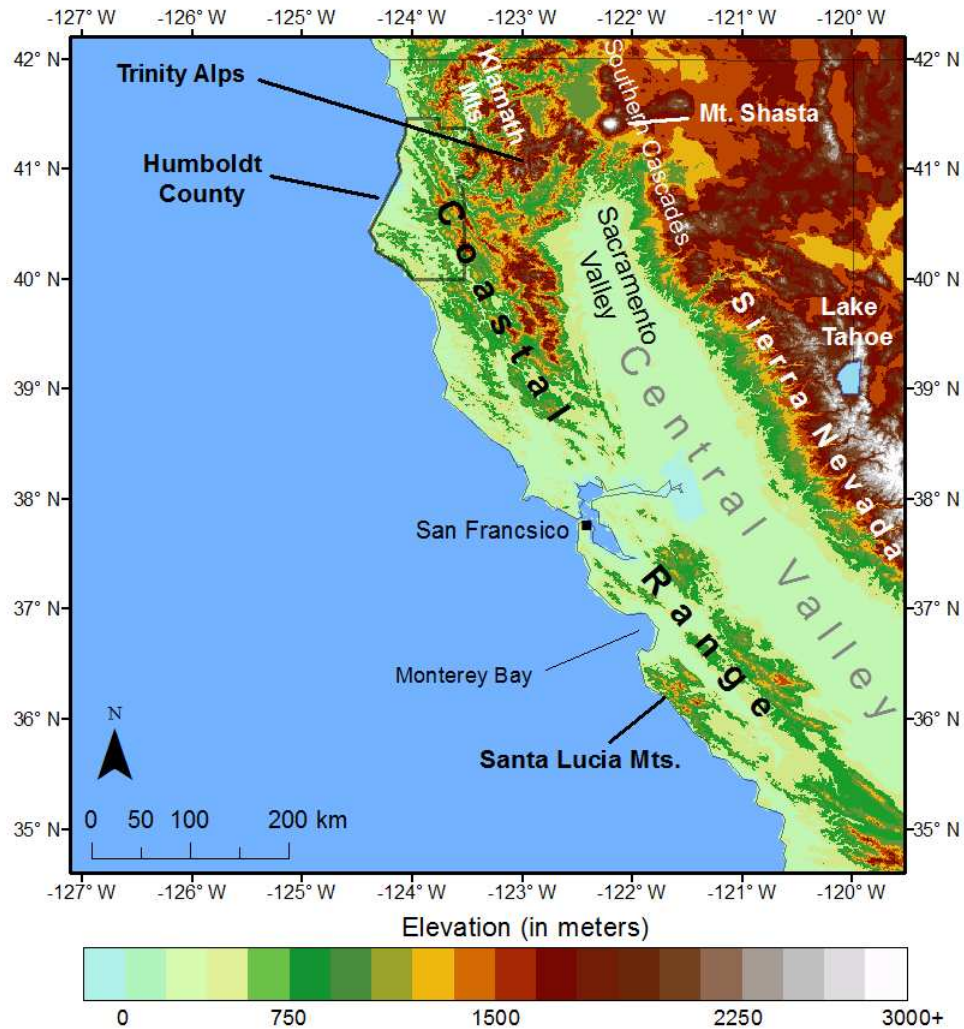 -127°W -126°W -125°W -124°W -123°W -122°W -121°W -120°W
42°N 42°N
Trinity Alps
Klamath
Mts.
Southern Cascades
Mt. Shasta
41°N 41°N
Humboldt
County
Sacramento
Valley
40°N 40°N
Coastal
Lake
Tahoe
Sierra Nevada
39°N 39°N
Central Valley
38°N 38°N
San Francsico
Range
37°N 37°N
Monterey Bay
36°N 36°N
N
Santa Lucia Mts.
0 50 100 200 km
35°N 35°N
-127°W -126°W -125°W -124°W -123°W -122°W -121°W -120°W
Elevation (in meters)
0 750 1500 2250 3000+